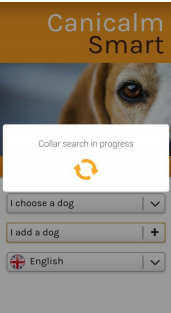 Canicalm
Smart
Collar search in progress
I choose a dog
I add a dog
+
English